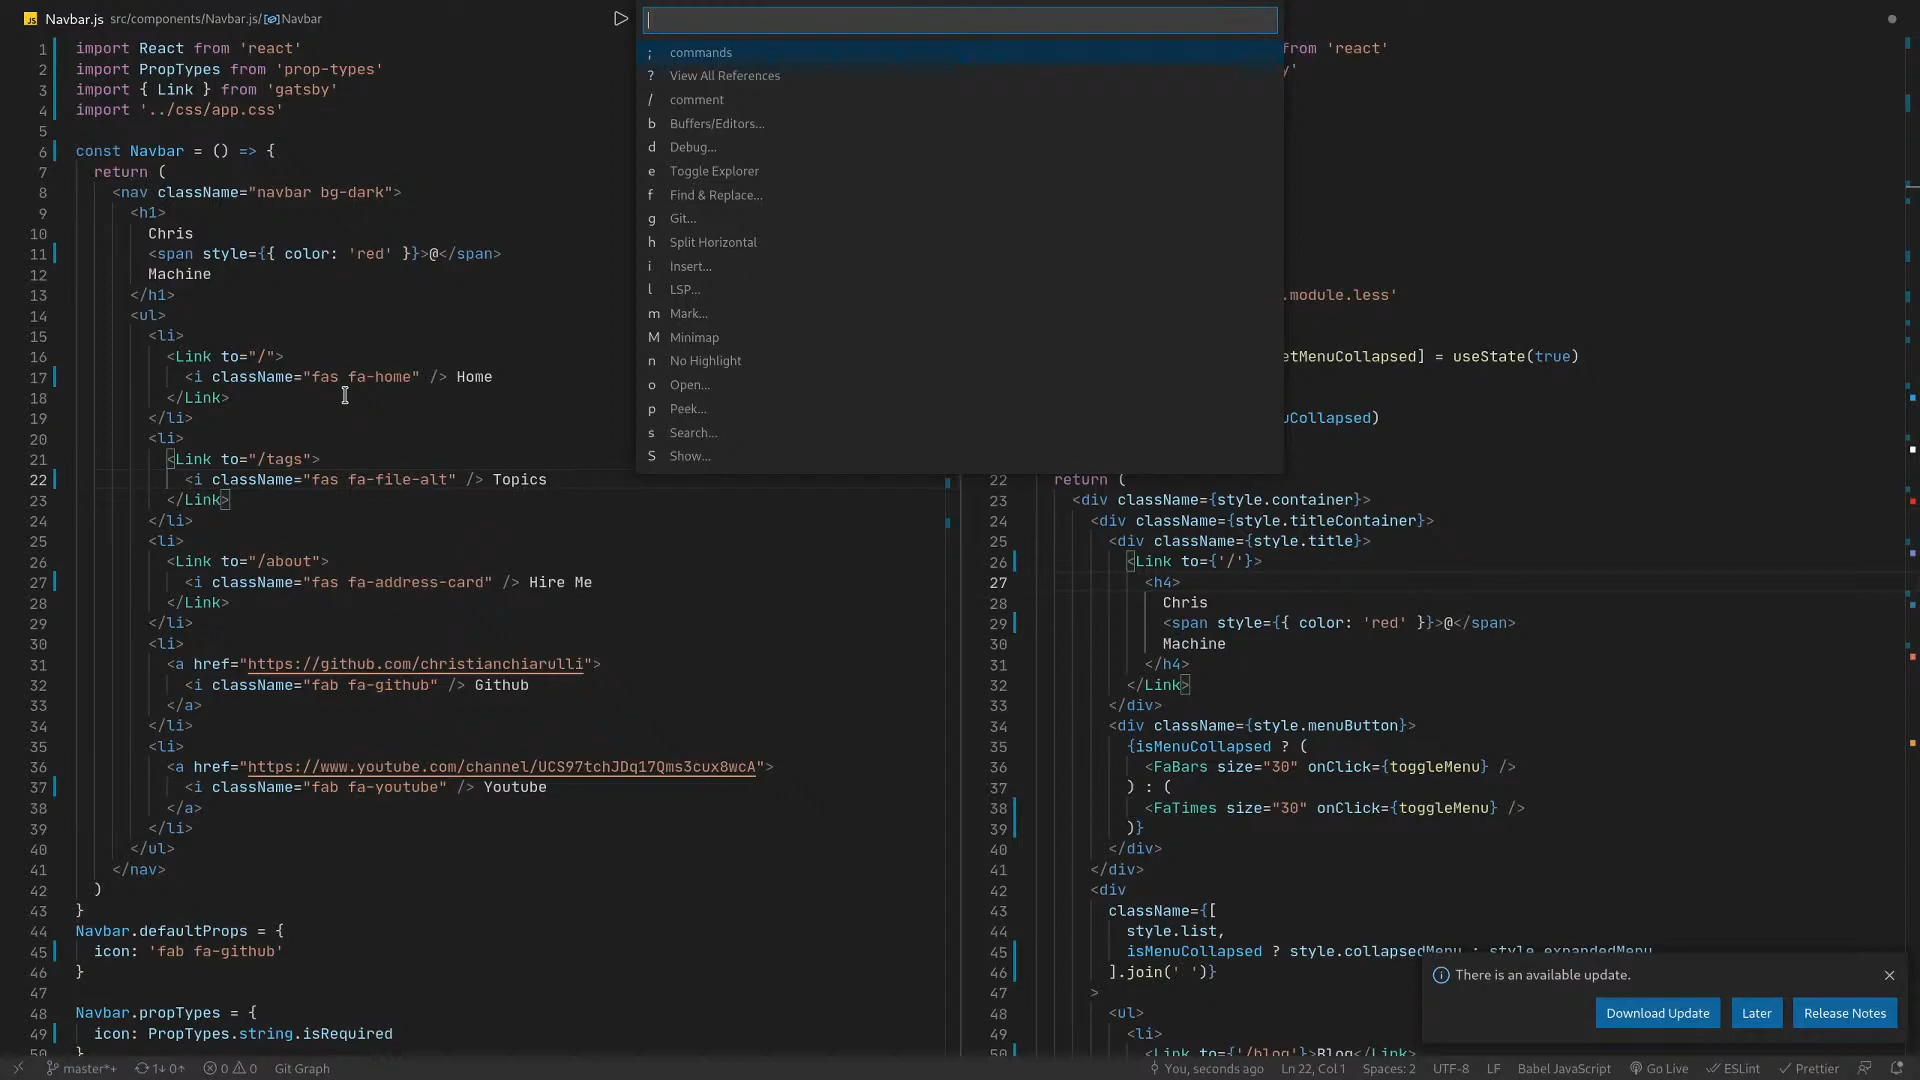 Navbar.js src/components/Navbar.js/ Navbar
1 import React from 'react'
2 import PropTypes from 'prop-types'
3 import { Link } from 'gatsby'
4 import '../css/app.css'
5
6 const Navbar = () => {
7 return (
8 <nav className="navbar bg-dark">
9 <h1>
10 Chris
11 <span style={{ color: 'red' }}>@</span>
12 Machine
13 </h1>
14 <ul>
15 <li>
16 <Link to="/">
17 <i className="fas fa-home" /> Home
18 </Link>
19 </li>
20 <li>
21 <Link to="/tags">
22 <i className="fas fa-file-alt" /> Topics
23 </Link>
24 </li>
25 <li>
26 <Link to="/about">
27 <i className="fas fa-address-card" /> Hire Me
28 </Link>
29 </li>
30 <li>
31 <a href="https://github.com/christianchiarulli">
32 <i className="fab fa-github" /> Github
33 </a>
34 </li>
35 <li>
36 <a href="https://www.youtube.com/channel/UCS97tchJDq17Qms3cux8wcA">
37 <i className="fab fa-youtube" /> Youtube
38 </a>
39 </li>
40 </ul>
41 </nav>
42 )
43 }
44 Navbar.defaultProps = {
45 icon: 'fab fa-github'
46 }
47
48 Navbar.propTypes = {
49 icon: PropTypes.string.isRequired
50 }
; commands
? View All References
/ comment
b Buffers/Editors...
d Debug...
e Toggle Explorer
f Find & Replace...
g Git...
h Split Horizontal
i Insert...
l LSP...
m Mark...
M Minimap
n No Highlight
o Open...
p Peek...
s Search...
S Show...
from 'react'
y'
.module.less'
etMenuCollapsed] = useState(true)
uCollapsed)
22 return (
23 <div className={style.container}>
24 <div className={style.titleContainer}>
25 <div className={style.title}>
26 <Link to={'/'}>
27 <h4>
28 Chris
29 <span style={{ color: 'red' }}>@</span>
30 Machine
31 </h4>
32 </Link>
33 </div>
34 <div className={style.menuButton}>
35 {isMenuCollapsed ? (
36 <FaBars size="30" onClick={toggleMenu} />
37 ) : (
38 <FaTimes size="30" onClick={toggleMenu} />
39 )}
40 </div>
41 </div>
42 <div
43 className={[
44 style.list,
45 isMenuCollapsed ? style.collapsedMenu : style.expandedMenu
46 ].join(' ')}
47 >
48 <ul>
49 <li>
50 <Link to={'/blog'}>Blog</Link>
There is an available update.
Download Update Later Release Notes
master*+ 1↓ 0↑ 0 0 Git Graph You, seconds ago Ln 22, Col 1 Spaces: 2 UTF-8 LF Babel JavaScript Go Live ESLint Prettier